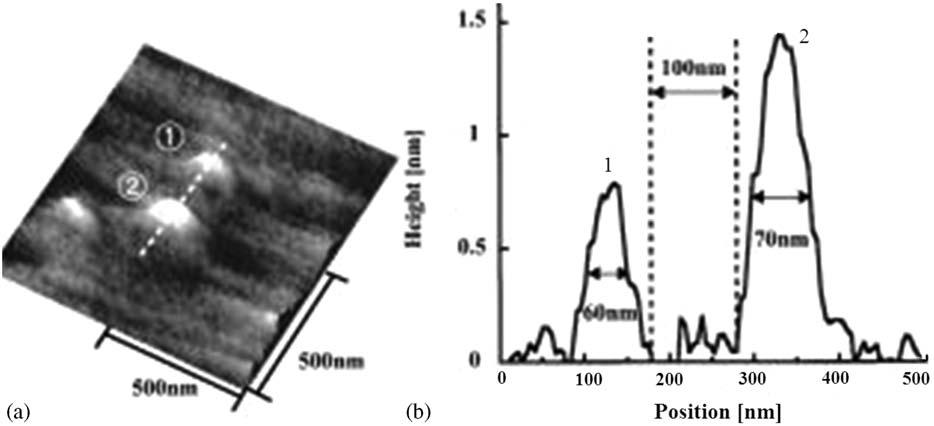 ①
②
500nm
500nm
(a)
(b)
Height [nm]
1.5
1
0.5
0
1
2
100nm
60nm
70nm
0 100 200 300 400 500
Position [nm]